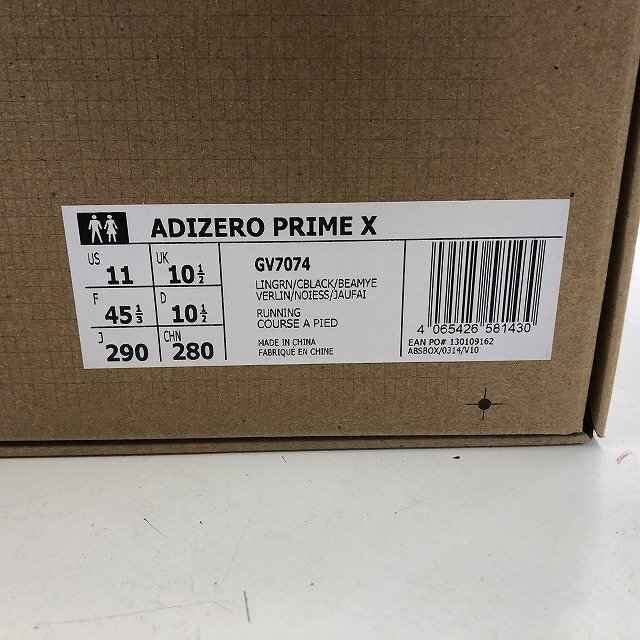 ADIZERO PRIME X
US 11 UK 10 1/2
F 45 1/3 D 10 1/2
J 290 CHN 280
GV7074
LINGRN/CBLACK/BEAMYE
VERLIN/NOIESS/JAUFAI
RUNNING
COURSE A PIED
MADE IN CHINA
FABRIQUÉ EN CHINE
4 065426 581430
EAN PO# 130109162
ABSBOX/0314/V10